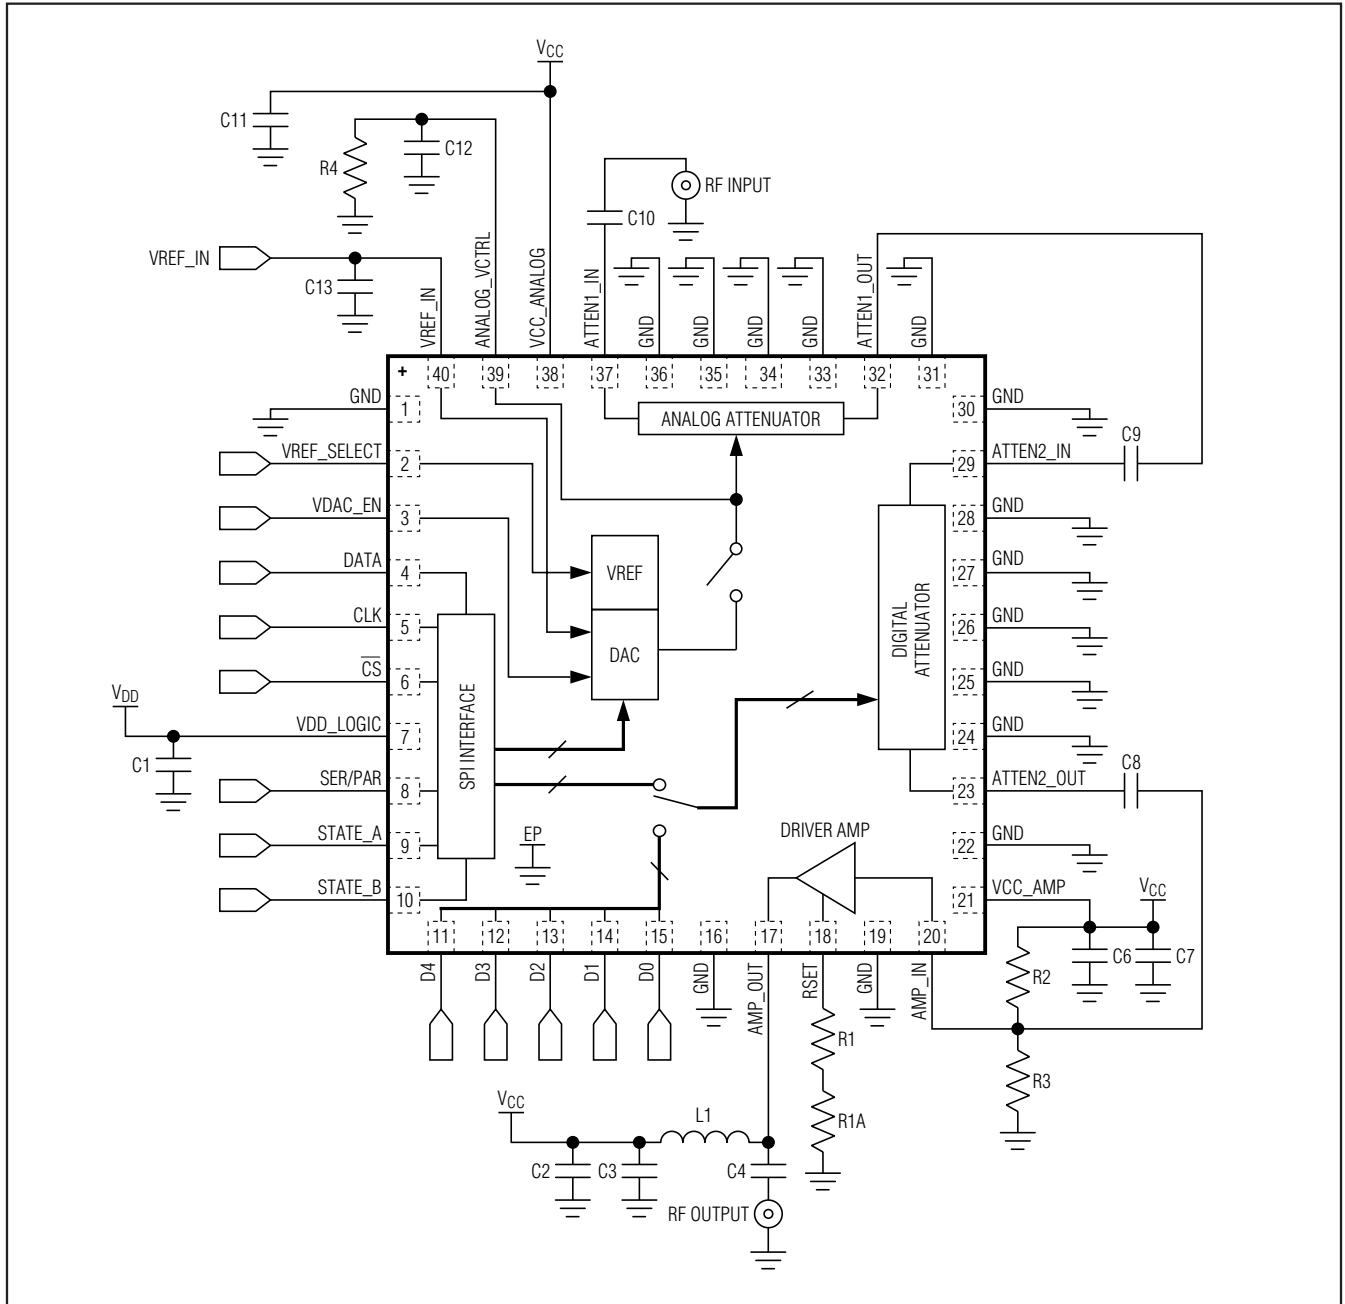 VCC
C11
R4
C12
RF INPUT
C10
VREF_IN
C13
VREF_IN
ANALOG_VCTRL
VCC_ANALOG
ATTEN1_IN
GND
GND
GND
GND
ATTEN1_OUT
GND
+
40
39
38
37
36
35
34
33
32
31
GND
1
ANALOG ATTENUATOR
30
GND
VREF_SELECT
2
29
ATTEN2_IN
C9
VDAC_EN
3
28
GND
DATA
4
VREF
27
GND
CLK
5
DAC
DIGITAL
ATTENUATOR
26
GND
CS
6
25
GND
VDD
VDD_LOGIC
7
SPI INTERFACE
24
GND
C1
SER/PAR
8
23
ATTEN2_OUT
C8
STATE_A
9
EP
DRIVER AMP
22
GND
STATE_B
10
21
VCC_AMP
VCC
11
12
13
14
15
16
17
18
19
20
C6
C7
R2
D4
D3
D2
D1
D0
GND
AMP_OUT
RSET
GND
AMP_IN
R1
R3
VCC
L1
R1A
C2
C3
C4
RF OUTPUT